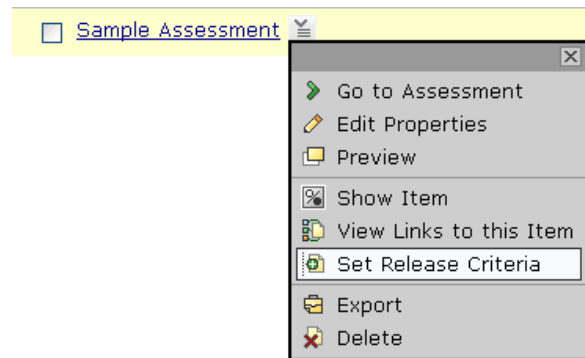 Sample Assessment
Go to Assessment
Edit Properties
Preview
Show Item
View Links to this Item
Set Release Criteria
Export
Delete